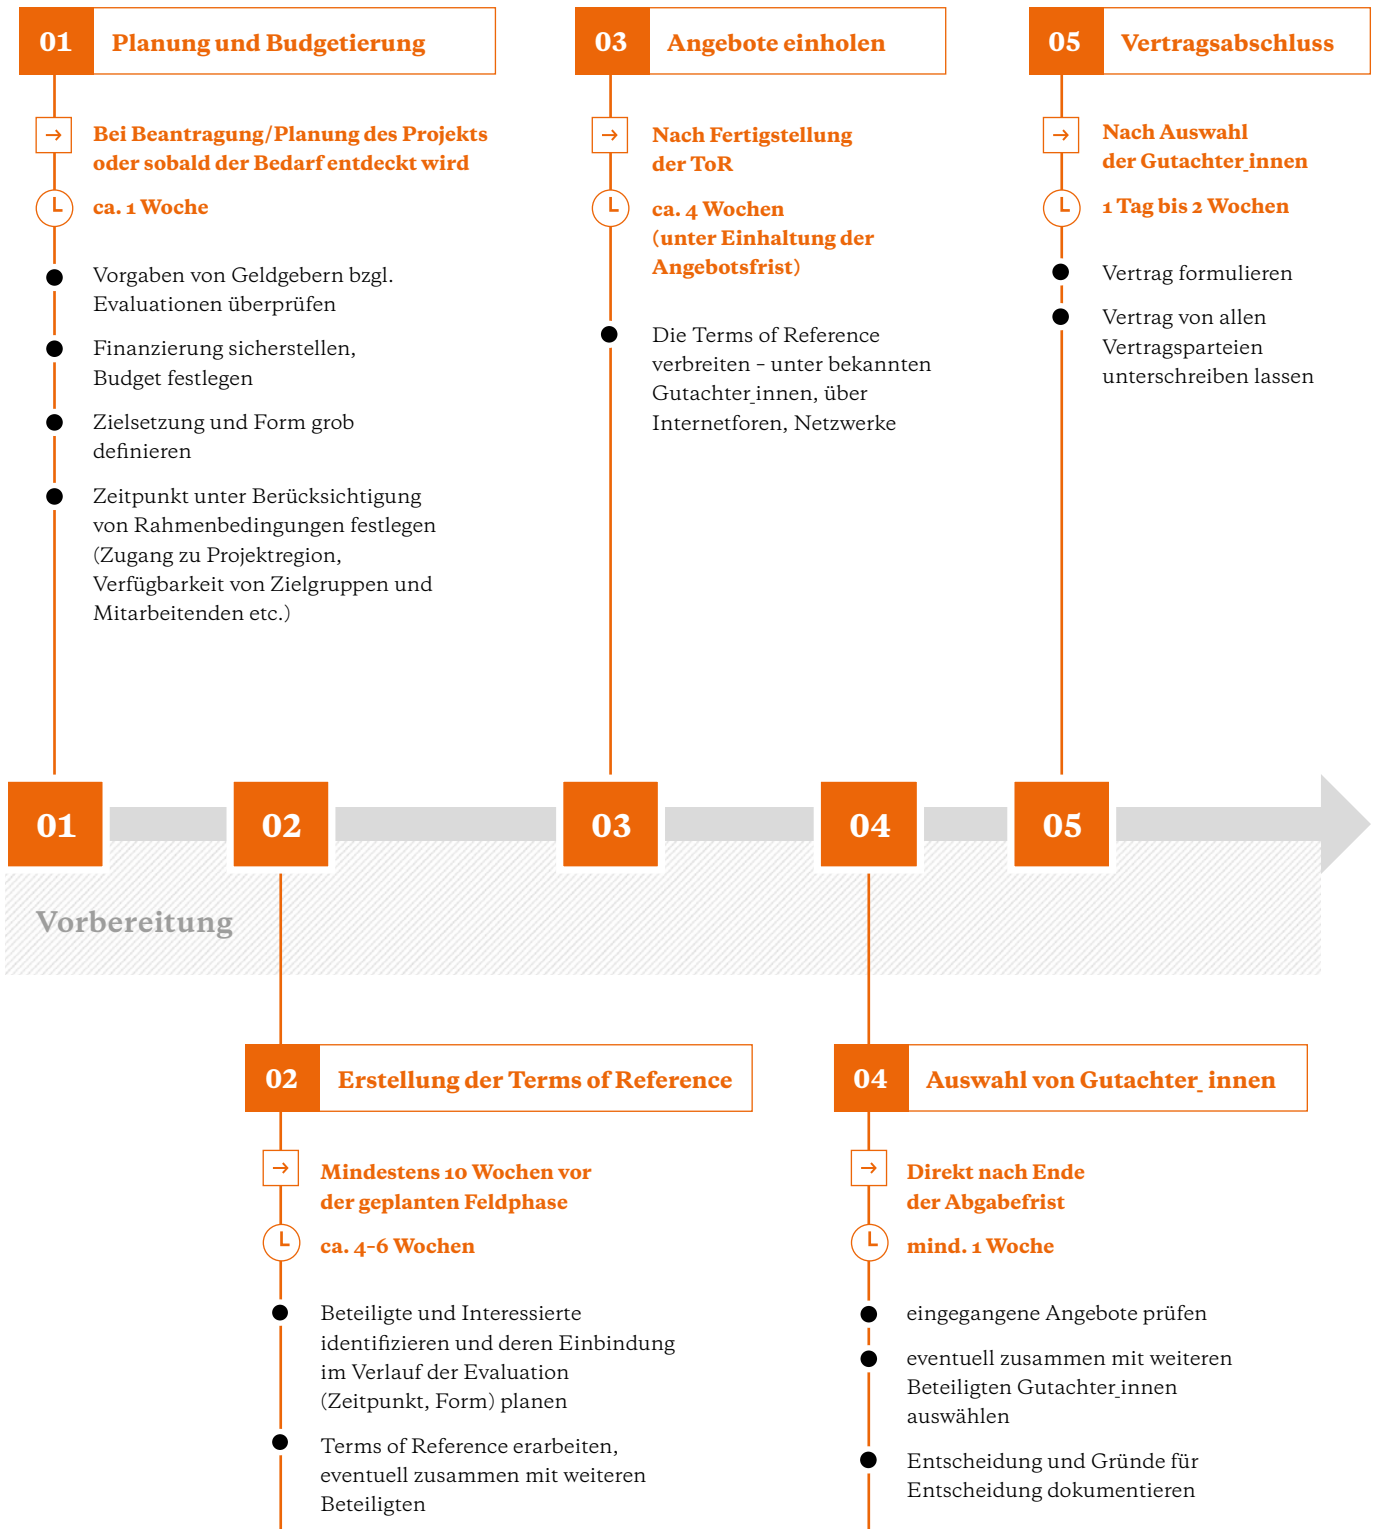 01 Planung und Budgetierung
Bei Beantragung/Planung des Projekts
oder sobald der Bedarf entdeckt wird
ca. 1 Woche
Vorgaben von Geldgebern bzgl.
Evaluationen überprüfen
Finanzierung sicherstellen,
Budget festlegen
Zielsetzung und Form grob
definieren
Zeitpunkt unter Berücksichtigung
von Rahmenbedingungen festlegen
(Zugang zu Projektregion,
Verfügbarkeit von Zielgruppen und
Mitarbeitenden etc.)
03 Angebote einholen
Nach Fertigstellung
der ToR
ca. 4 Wochen
(unter Einhaltung der
Angebotsfrist)
Die Terms of Reference
verbreiten – unter bekannten
Gutachter_innen, über
Internetforen, Netzwerke
05 Vertragsabschluss
Nach Auswahl
der Gutachter_innen
1 Tag bis 2 Wochen
Vertrag formulieren
Vertrag von allen
Vertragsparteien
unterschreiben lassen
01 02 03 04 05
Vorbereitung
02 Erstellung der Terms of Reference
Mindestens 10 Wochen vor
der geplanten Feldphase
ca. 4–6 Wochen
Beteiligte und Interessierte
identifizieren und deren Einbindung
im Verlauf der Evaluation
(Zeitpunkt, Form) planen
Terms of Reference erarbeiten,
eventuell zusammen mit weiteren
Beteiligten
04 Auswahl von Gutachter_ innen
Direkt nach Ende
der Abgabefrist
mind. 1 Woche
eingegangene Angebote prüfen
eventuell zusammen mit weiteren
Beteiligten Gutachter_innen
auswählen
Entscheidung und Gründe für
Entscheidung dokumentieren